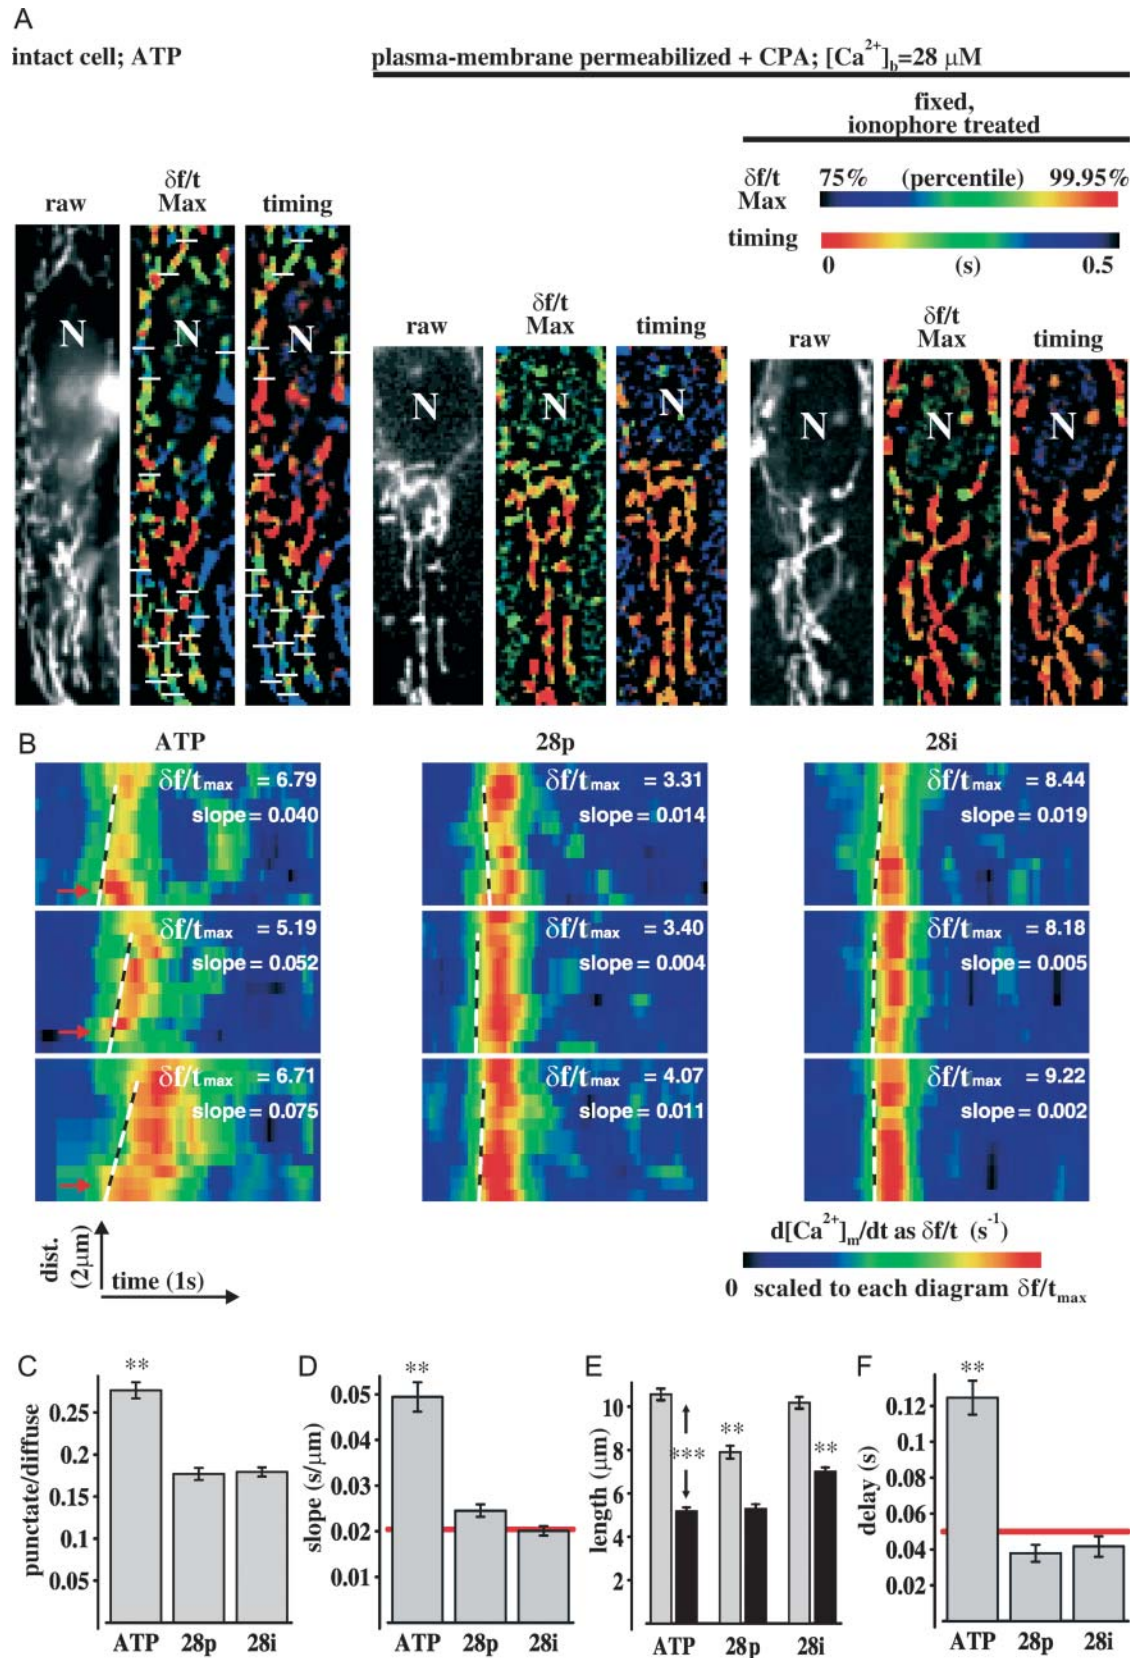 A
intact cell; ATP
plasma-membrane permeabilized + CPA; [Ca2+]b=28 μM
fixed,
ionophore treated
δf/t Max
75% (percentile) 99.95%
timing
0 (s) 0.5
raw
δf/t
Max
timing
raw
δf/t
Max
timing
raw
δf/t
Max
timing
N
N
N
N
N
N
N
N
N
B
ATP
28p
28i
δf/tmax = 6.79
slope = 0.040
δf/tmax = 3.31
slope = 0.014
δf/tmax = 8.44
slope = 0.019
δf/tmax = 5.19
slope = 0.052
δf/tmax = 3.40
slope = 0.004
δf/tmax = 8.18
slope = 0.005
δf/tmax = 6.71
slope = 0.075
δf/tmax = 4.07
slope = 0.011
δf/tmax = 9.22
slope = 0.002
dist.
(2μm)
time (1s)
d[Ca2+]m/dt as δf/t (s-1)
0 scaled to each diagram δf/tmax
C
punctate/diffuse
0.25
0.2
0.15
0.1
0.05
**
ATP 28p 28i
D
slope (s/μm)
0.05
0.04
0.03
0.02
0.01
**
ATP 28p 28i
E
length (μm)
10
8
6
4
2
***
**
**
ATP 28p 28i
F
delay (s)
0.12
0.1
0.08
0.06
0.04
0.02
**
ATP 28p 28i